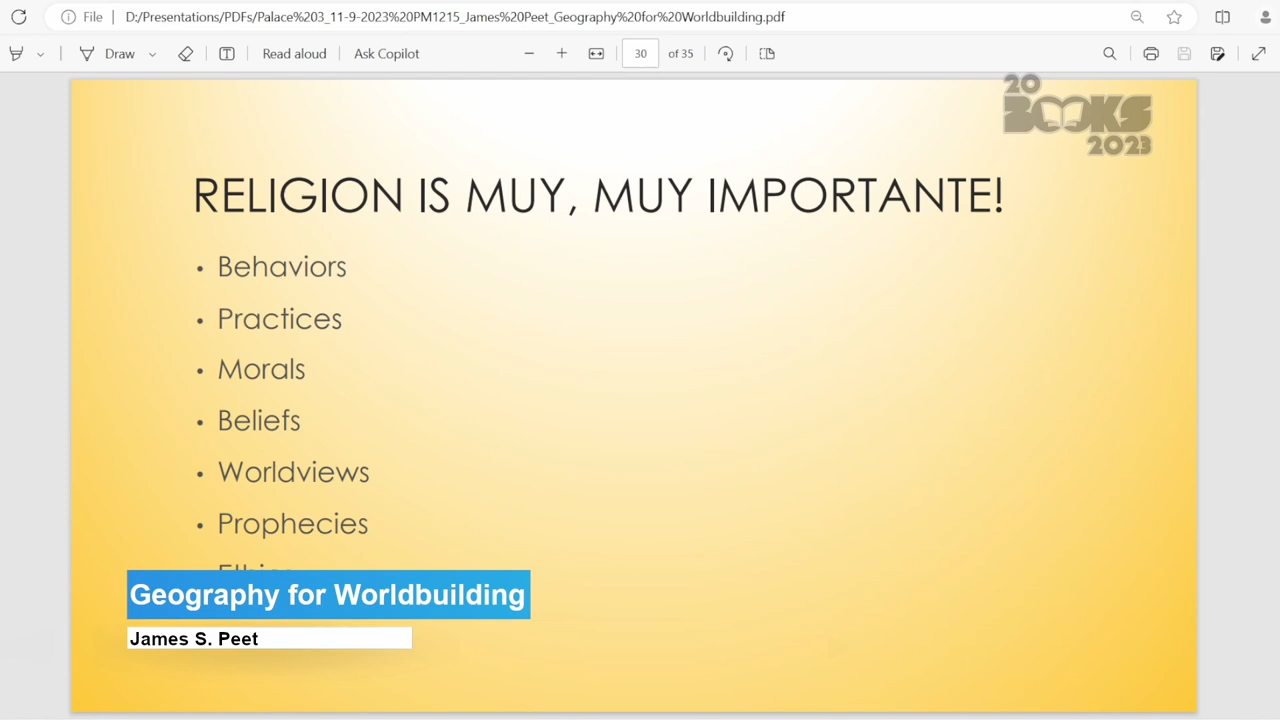 File
D:/Presentations/PDFs/Palace%203_11-9-2023%20PM1215_James%20Peet_Geography%20for%20Worldbuilding.pdf
Draw
Read aloud
Ask Copilot
30 of 35
20
BOOKS
2023
RELIGION IS MUY, MUY IMPORTANTE!
• Behaviors
• Practices
• Morals
• Beliefs
• Worldviews
• Prophecies
Geography for Worldbuilding
James S. Peet